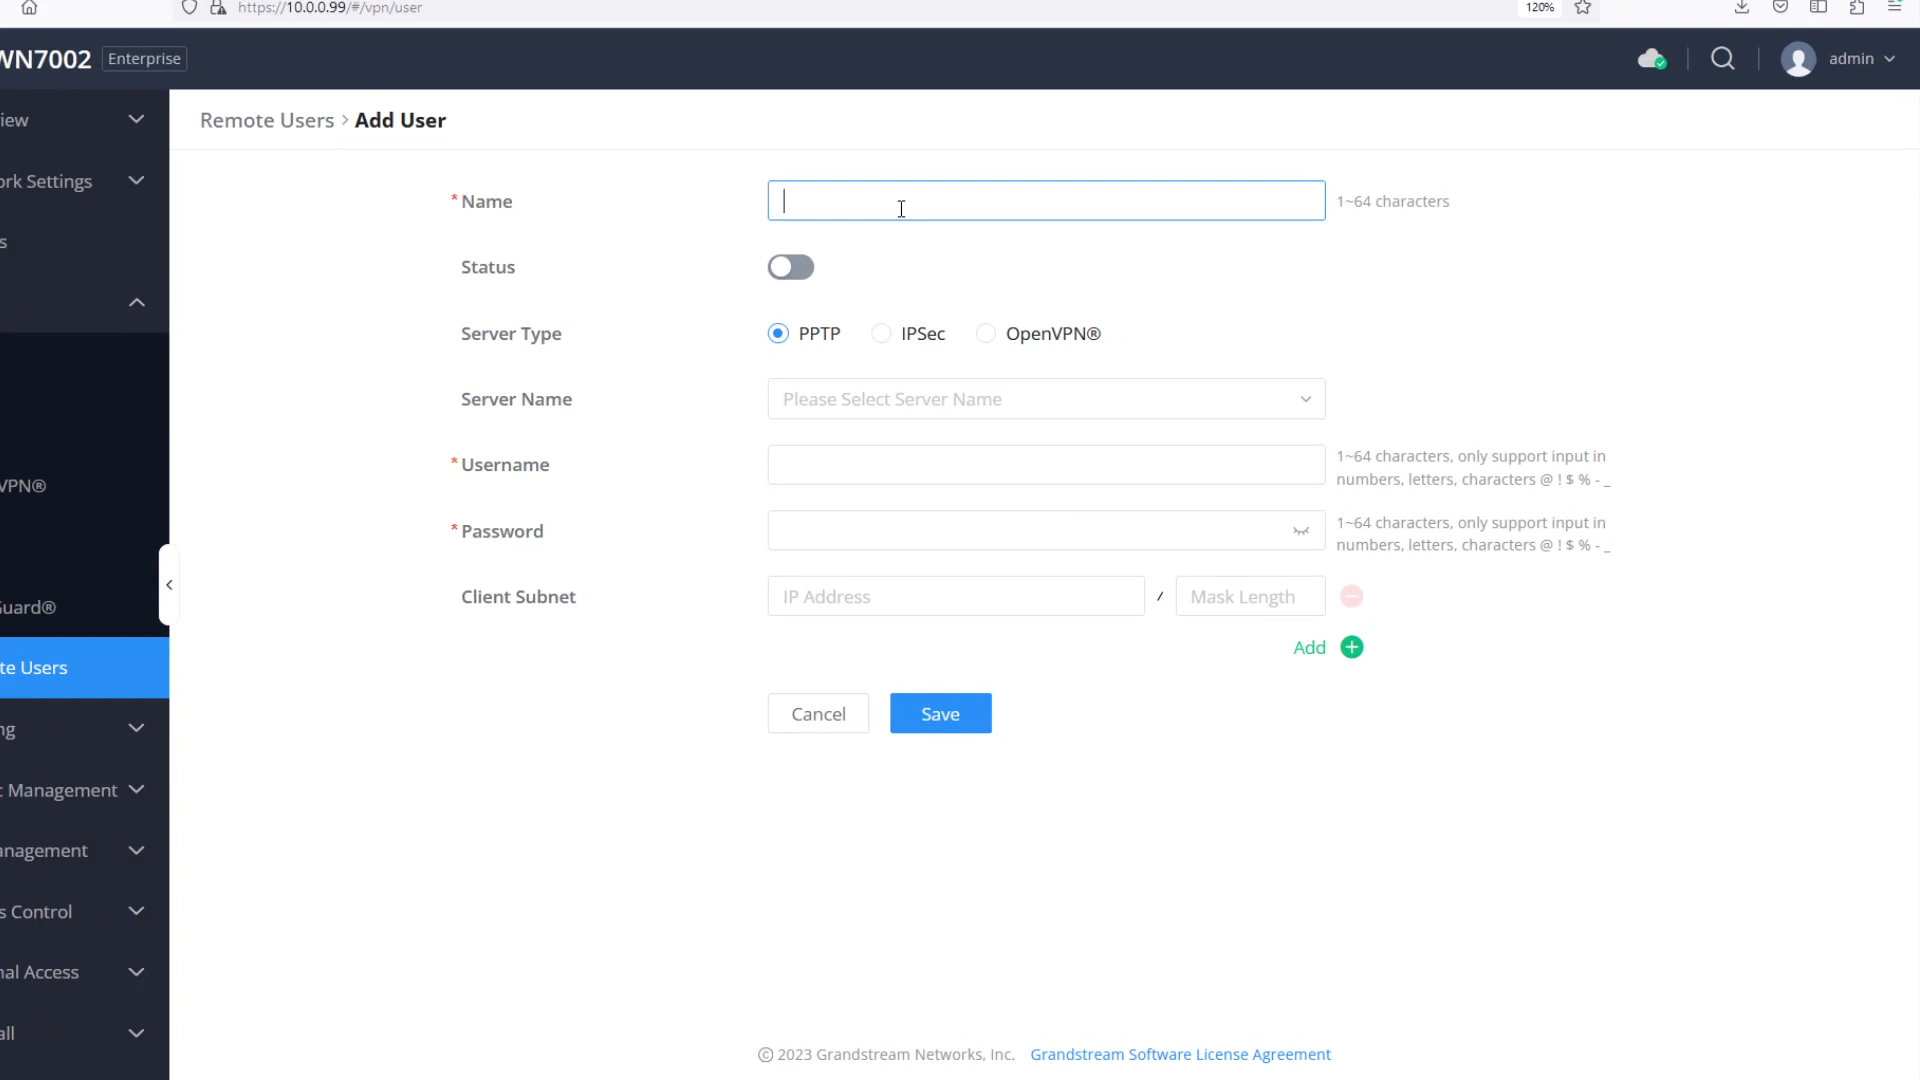 https://10.0.0.99/#/vpn/user
120%
WN7002 Enterprise
admin
iew
ork Settings
s
VPN®
Guard®
te Users
ng
c Management
anagement
s Control
nal Access
all
Remote Users > Add User
* Name
1~64 characters
Status
Server Type
PPTP
IPSec
OpenVPN®
Server Name
Please Select Server Name
* Username
1~64 characters, only support input in
numbers, letters, characters @ ! $ % - _
* Password
1~64 characters, only support input in
numbers, letters, characters @ ! $ % - _
Client Subnet
IP Address / Mask Length
Add
Cancel
Save
© 2023 Grandstream Networks, Inc. Grandstream Software License Agreement